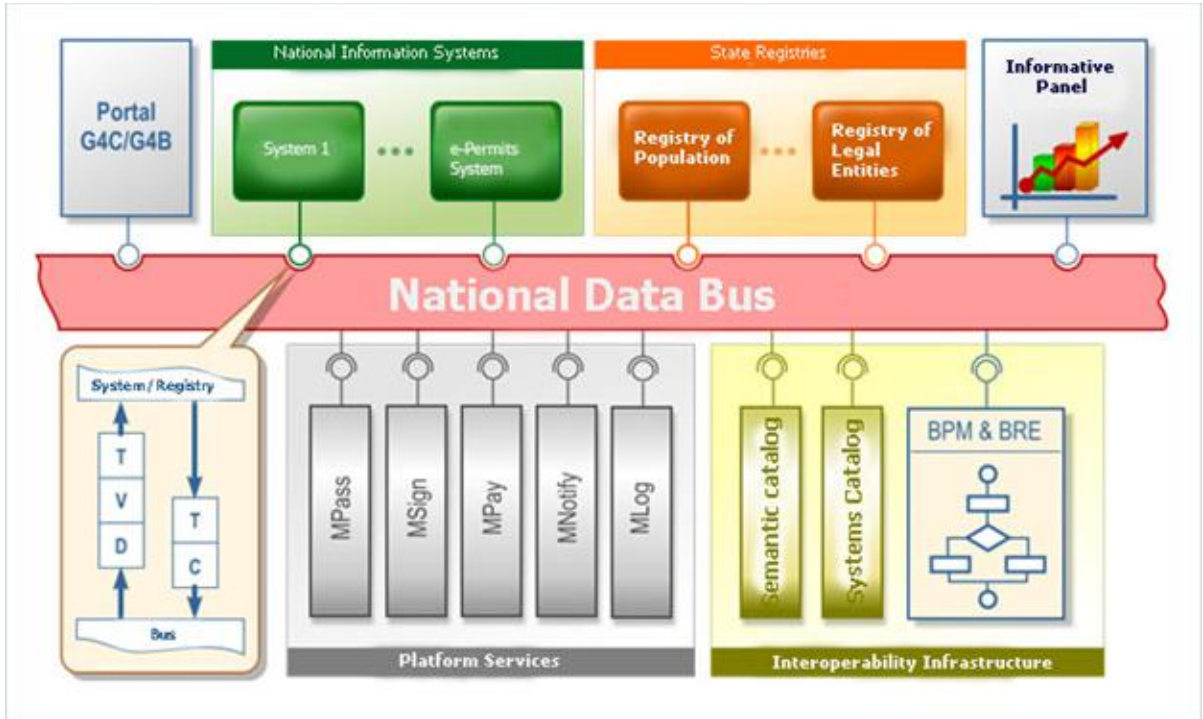 National Information Systems
State Registries
Portal
G4C/G4B
System 1
e-Permits
System
Registry of
Population
Registry of
Legal
Entities
Informative
Panel
National Data Bus
System / Registry
T
V
D
T
C
Bus
MPass
MSign
MPay
MNotify
MLog
Platform Services
Semantic catalog
Systems Catalog
BPM & BRE
Interoperability Infrastructure